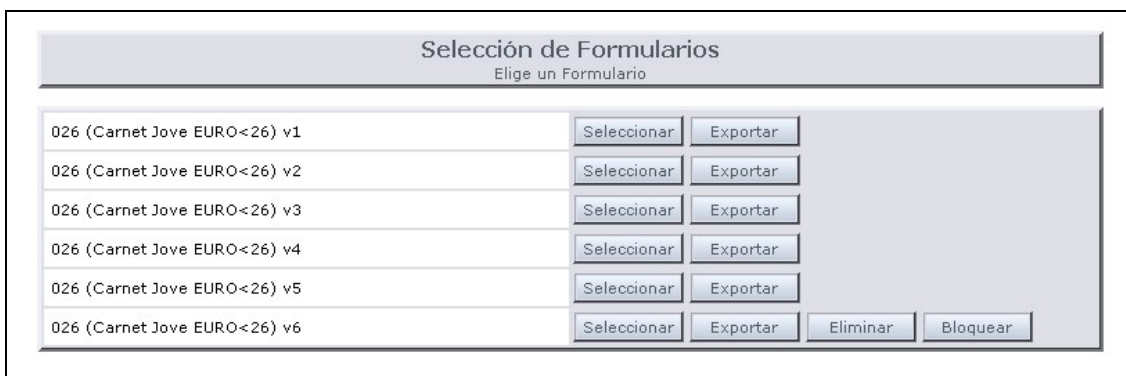 Selección de Formularios
Elige un Formulario
026 (Carnet Jove EURO<26) v1 Seleccionar Exportar
026 (Carnet Jove EURO<26) v2 Seleccionar Exportar
026 (Carnet Jove EURO<26) v3 Seleccionar Exportar
026 (Carnet Jove EURO<26) v4 Seleccionar Exportar
026 (Carnet Jove EURO<26) v5 Seleccionar Exportar
026 (Carnet Jove EURO<26) v6 Seleccionar Exportar Eliminar Bloquear